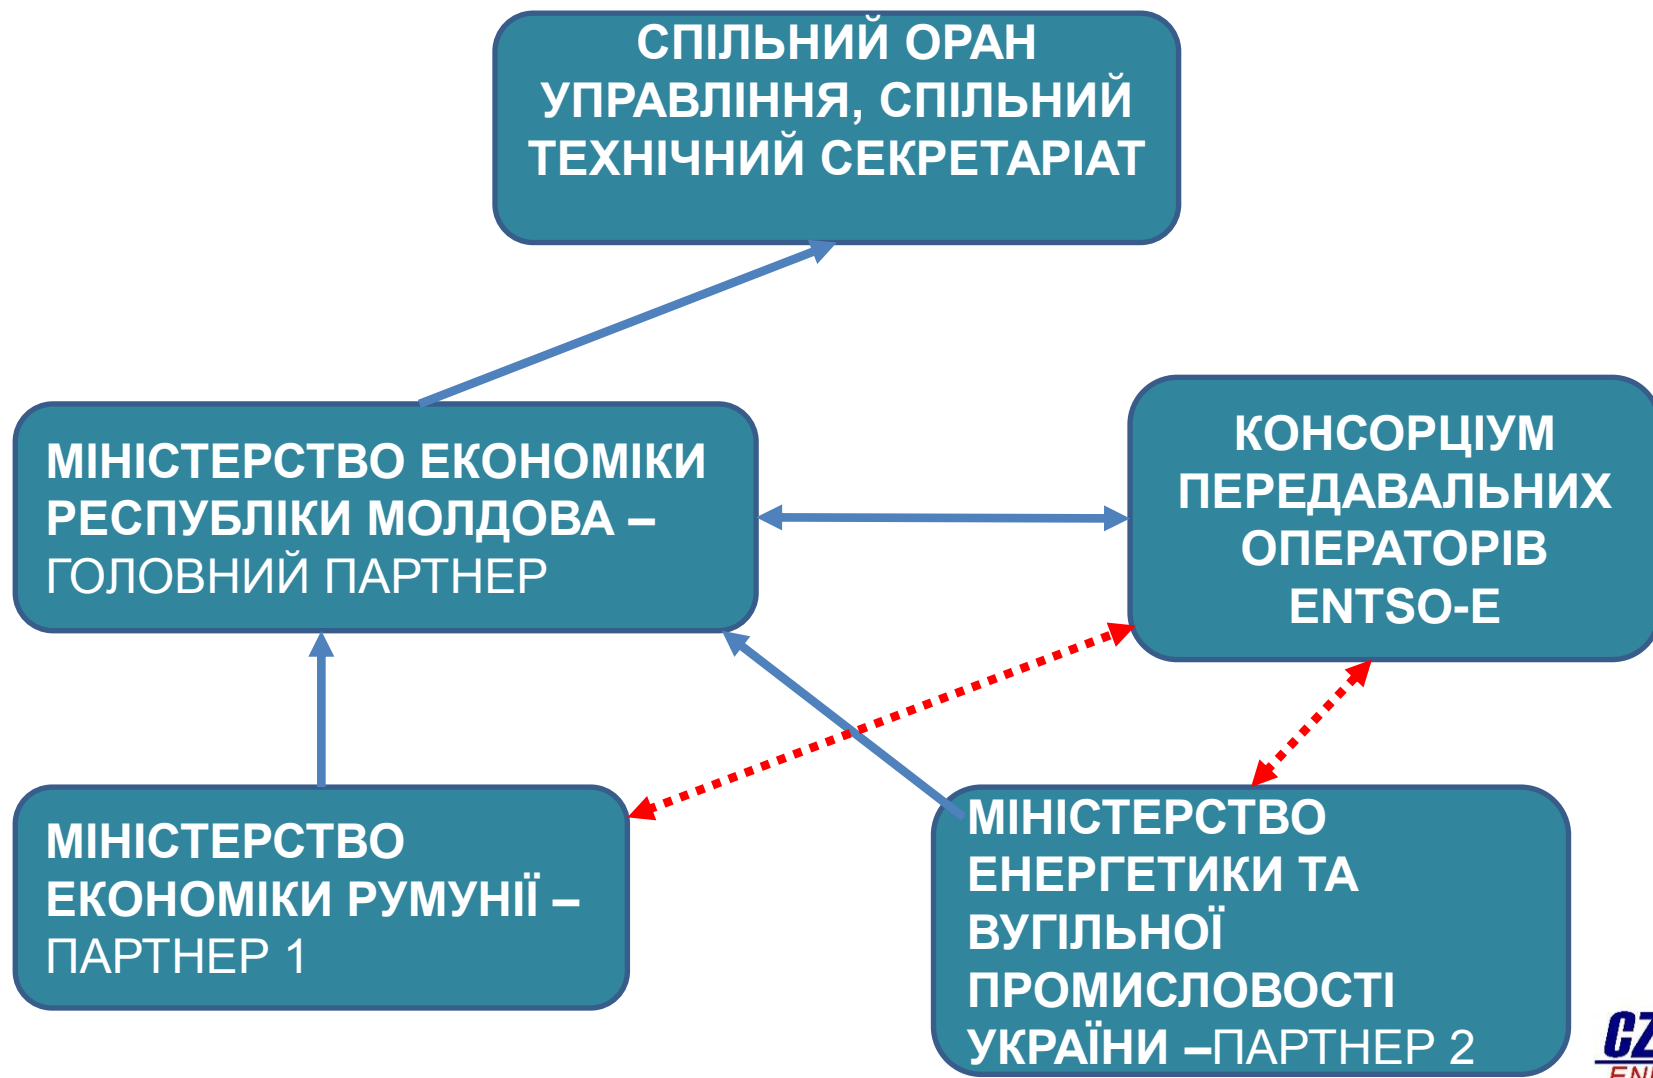 СПІЛЬНИЙ ОРАН
УПРАВЛІННЯ, СПІЛЬНИЙ
ТЕХНІЧНИЙ СЕКРЕТАРІАТ
МІНІСТЕРСТВО ЕКОНОМІКИ
РЕСПУБЛІКИ МОЛДОВА –
ГОЛОВНИЙ ПАРТНЕР
КОНСОРЦІУМ
ПЕРЕДАВАЛЬНИХ
ОПЕРАТОРІВ
ENTSO-E
МІНІСТЕРСТВО
ЕКОНОМІКИ РУМУНІЇ –
ПАРТНЕР 1
МІНІСТЕРСТВО
ЕНЕРГЕТИКИ ТА
ВУГІЛЬНОЇ
ПРОМИСЛОВОСТІ
УКРАЇНИ –ПАРТНЕР 2